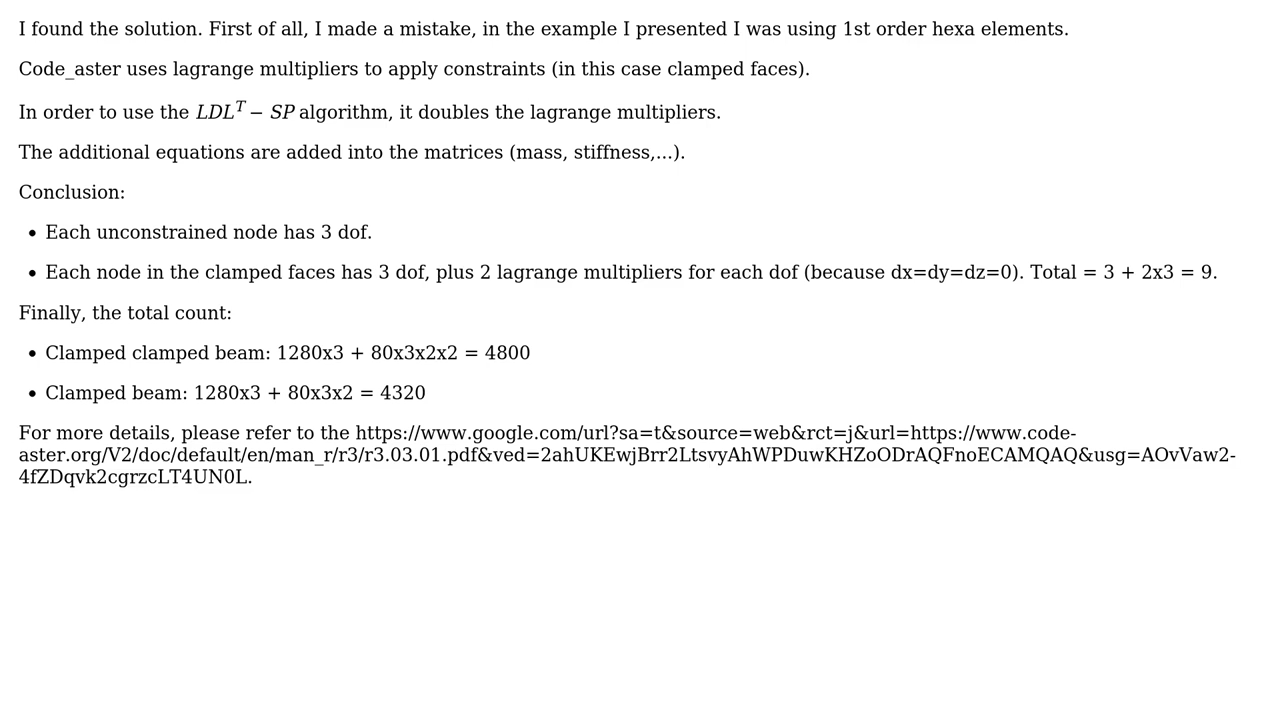 I found the solution. First of all, I made a mistake, in the example I presented I was using 1st order hexa elements.
Code_aster uses lagrange multipliers to apply constraints (in this case clamped faces).
In order to use the LDL^T − SP algorithm, it doubles the lagrange multipliers.
The additional equations are added into the matrices (mass, stiffness,...).
Conclusion:
• Each unconstrained node has 3 dof.
• Each node in the clamped faces has 3 dof, plus 2 lagrange multipliers for each dof (because dx=dy=dz=0). Total = 3 + 2x3 = 9.
Finally, the total count:
• Clamped clamped beam: 1280x3 + 80x3x2x2 = 4800
• Clamped beam: 1280x3 + 80x3x2 = 4320
For more details, please refer to the https://www.google.com/url?sa=t&source=web&rct=j&url=https://www.code-
aster.org/V2/doc/default/en/man_r/r3/r3.03.01.pdf&ved=2ahUKEwjBrr2LtsvyAhWPDuwKHZoODrAQFnoECAMQAQ&usg=AOvVaw2-
4fZDqvk2cgrzcLT4UN0L.